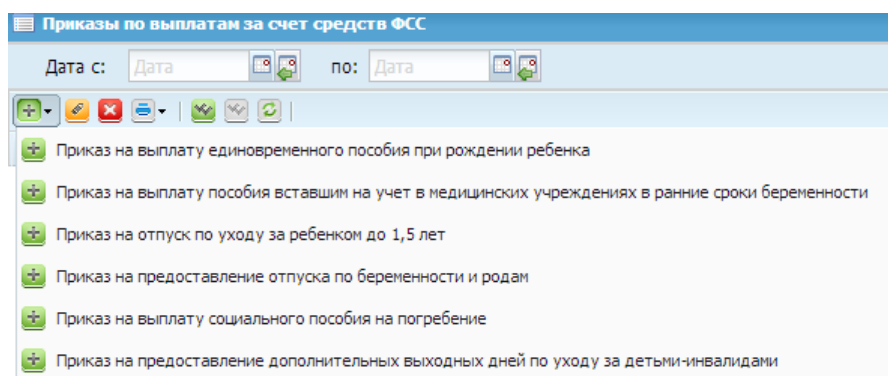 Приказы по выплатам за счет средств ФСС
Дата с: Дата по: Дата
Приказ на выплату единовременного пособия при рождении ребенка
Приказ на выплату пособия вставшим на учет в медицинских учреждениях в ранние сроки беременности
Приказ на отпуск по уходу за ребенком до 1,5 лет
Приказ на предоставление отпуска по беременности и родам
Приказ на выплату социального пособия на погребение
Приказ на предоставление дополнительных выходных дней по уходу за детьми-инвалидами